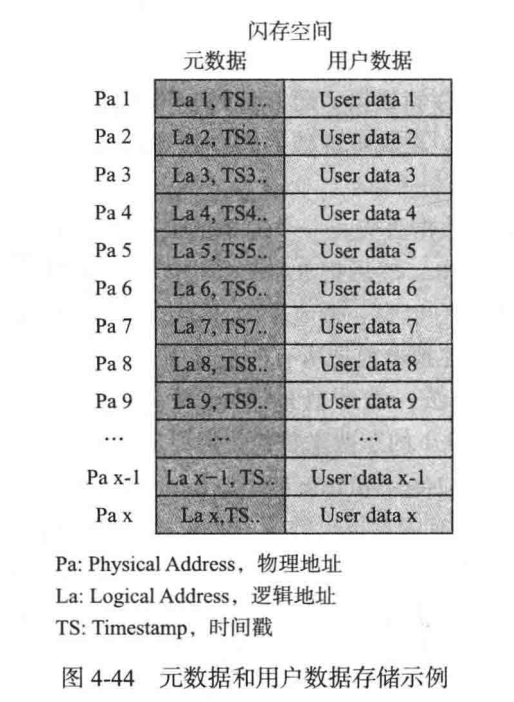 闪存空间
元数据 用户数据
Pa 1 La 1, TS1.. User data 1
Pa 2 La 2, TS2.. User data 2
Pa 3 La 3, TS3.. User data 3
Pa 4 La 4, TS4.. User data 4
Pa 5 La 5, TS5.. User data 5
Pa 6 La 6, TS6.. User data 6
Pa 7 La 7, TS7.. User data 7
Pa 8 La 8, TS8.. User data 8
Pa 9 La 9, TS9.. User data 9
… … …
Pa x-1 La x−1, TS.. User data x-1
Pa x La x,TS.. User data x
Pa: Physical Address，物理地址
La: Logical Address，逻辑地址
TS: Timestamp，时间戳
图 4-44 元数据和用户数据存储示例